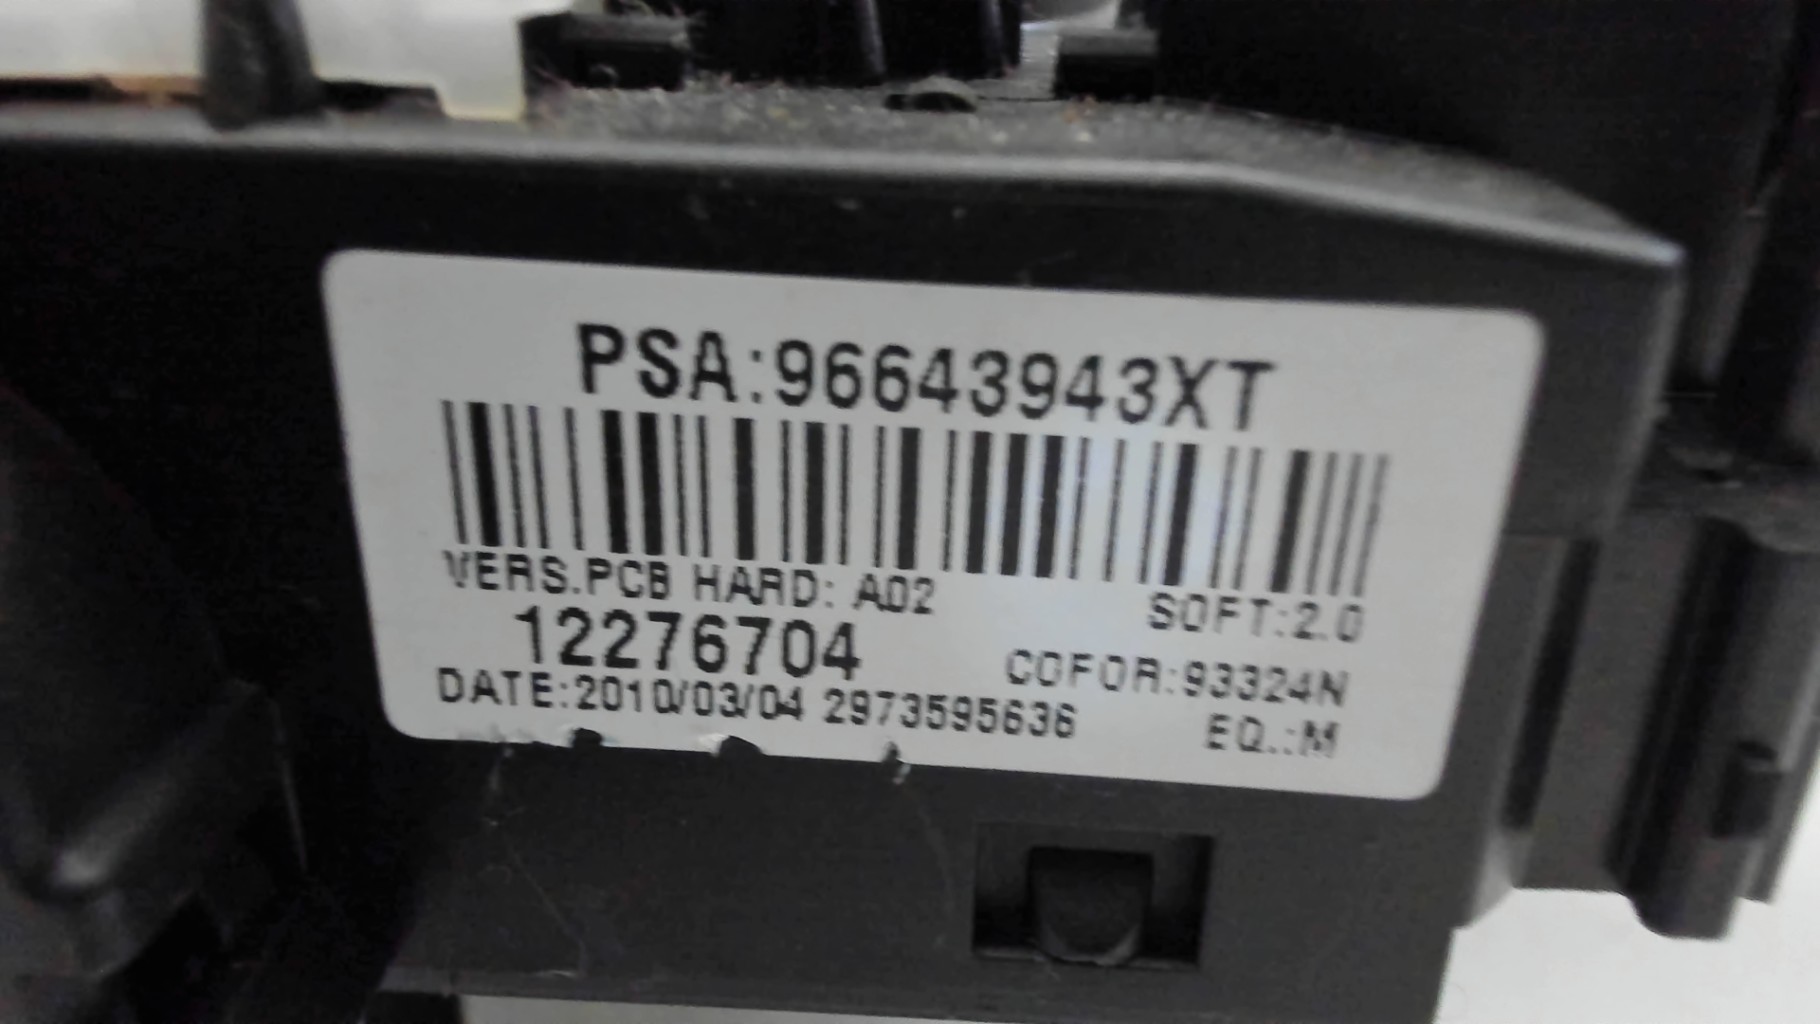 PSA:96643943XT
VERS.PCB HARD: A02 SOFT:2.0
12276704 COFOR:93324N
DATE:2010/03/04 2973595636 EQ.:M